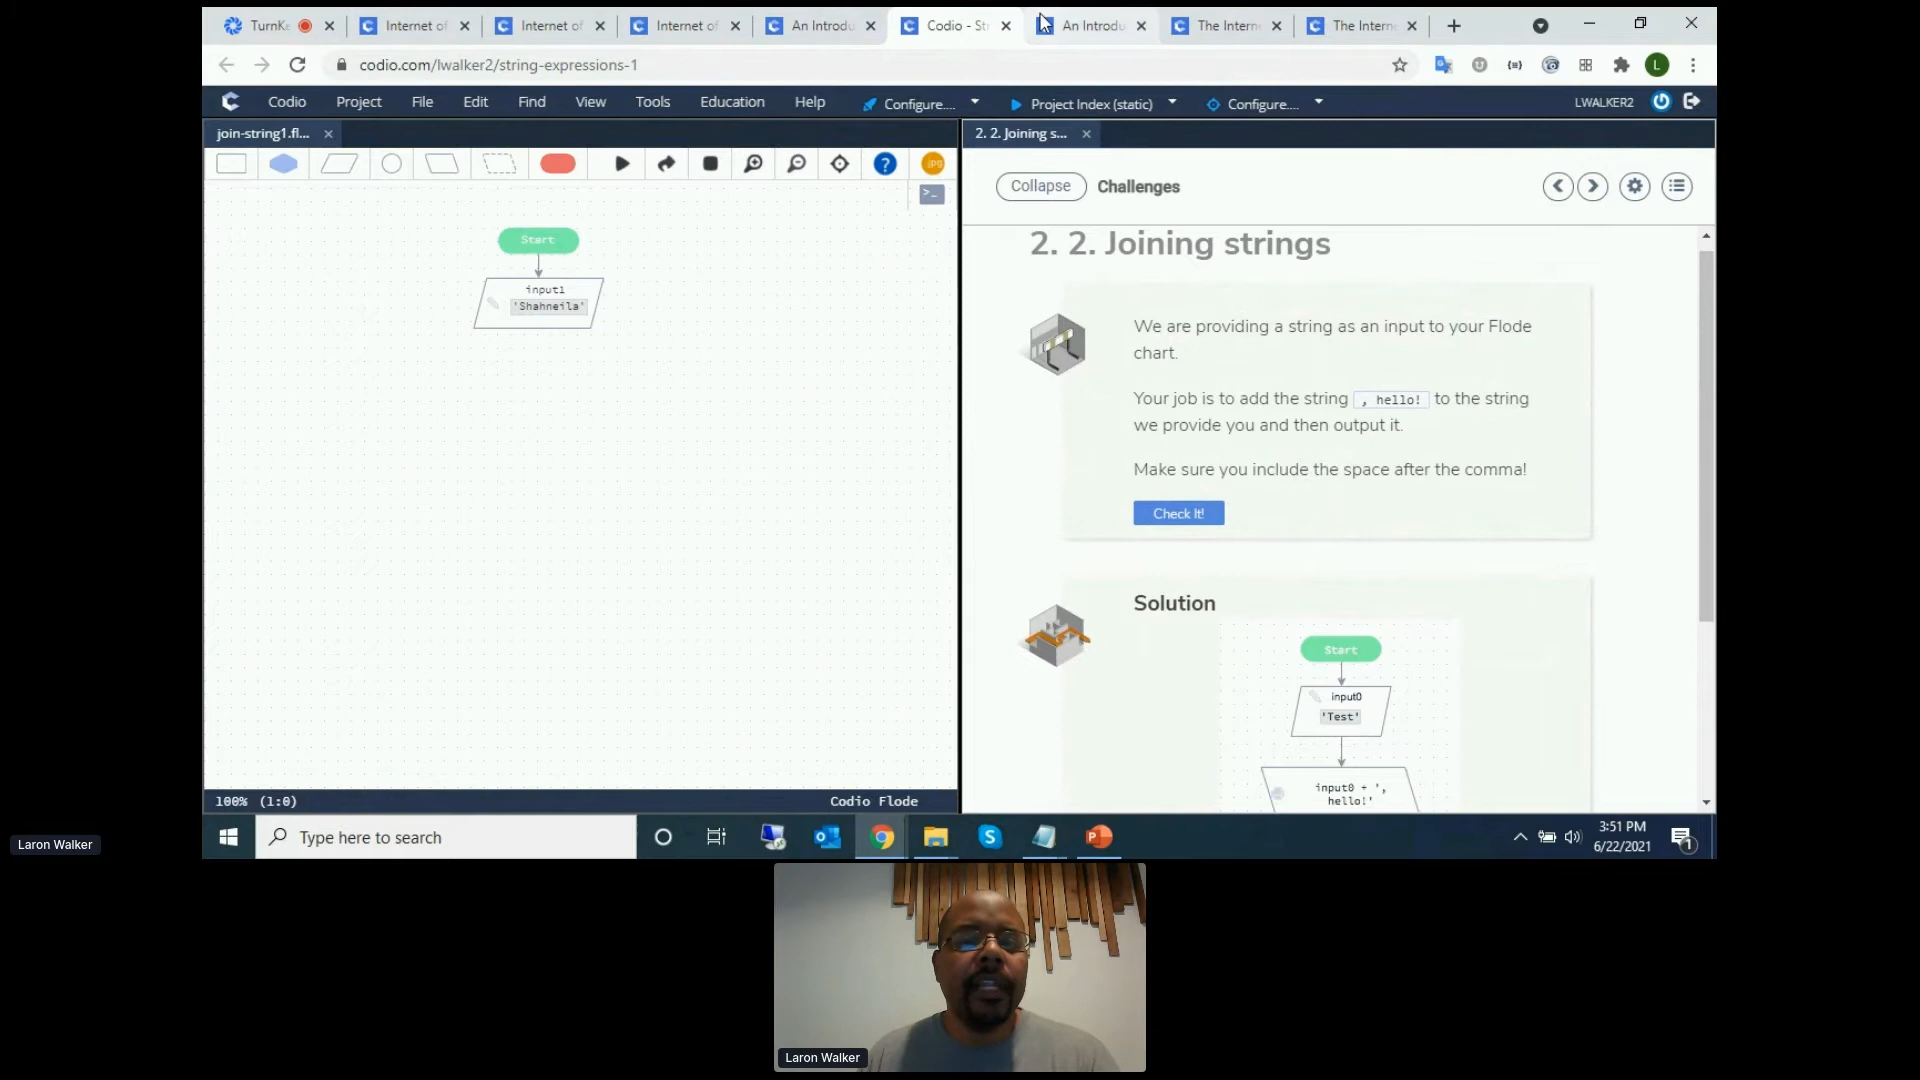 TurnKe
Internet of
Internet of
Internet of
An Introdu
Codio - Str
An Introdu
The Intern
The Intern
codio.com/lwalker2/string-expressions-1
L
Codio
Project
File
Edit
Find
View
Tools
Education
Help
Configure....
Project Index (static)
Configure....
LWALKER2
join-string1.fl...
2. 2. Joining s...
?
jpg
>_
Start
input1
'Shahneila'
100% (1:0)
Codio Flode
Collapse
Challenges
2. 2. Joining strings
We are providing a string as an input to your Flode
chart.
Your job is to add the string , hello! to the string
we provide you and then output it.
Make sure you include the space after the comma!
Check It!
Solution
Start
input0
'Test'
input0 + ',
hello!'
Type here to search
3:51 PM
6/22/2021
1
Laron Walker
Laron Walker